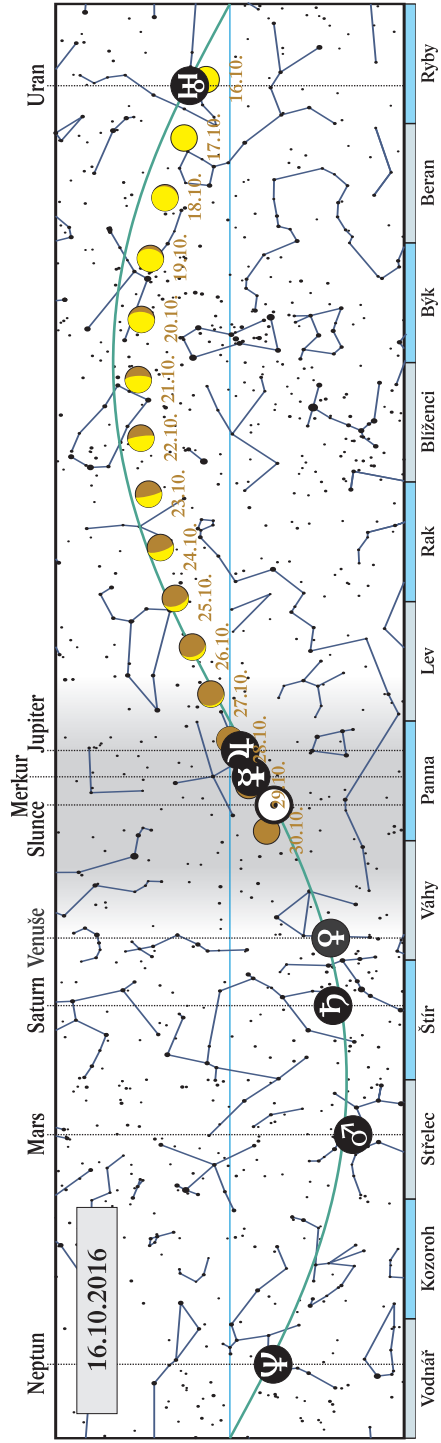 Neptun Mars Saturn Venuše Slunce Merkur Jupiter Uran
16.10.2016
30.10. 29.10. 28.10. 27.10. 26.10. 25.10. 24.10. 23.10. 22.10. 21.10. 20.10. 19.10. 18.10. 17.10. 16.10.
Vodnář Kozoroh Střelec Štír Váhy Panna Lev Rak Blíženci Býk Beran Ryby